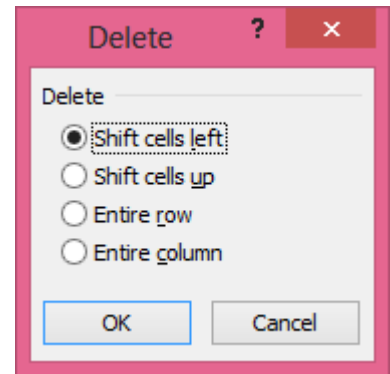 Delete ? ×
Delete
Shift cells left
Shift cells up
Entire row
Entire column
OK Cancel